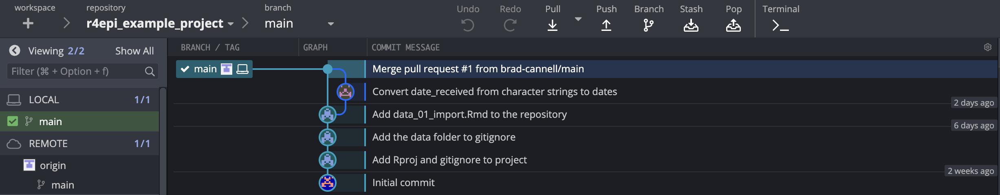 workspace
repository
r4epi_example_project
branch
main
Undo
Redo
Pull
Push
Branch
Stash
Pop
Terminal
Viewing 2/2
Show All
Filter (⌘ + Option + f)
LOCAL 1/1
main
REMOTE 1/1
origin
main
BRANCH / TAG
GRAPH
COMMIT MESSAGE
main
Merge pull request #1 from brad-cannell/main
Convert date_received from character strings to dates
2 days ago
Add data_01_import.Rmd to the repository
6 days ago
Add the data folder to gitignore
Add Rproj and gitignore to project
2 weeks ago
Initial commit